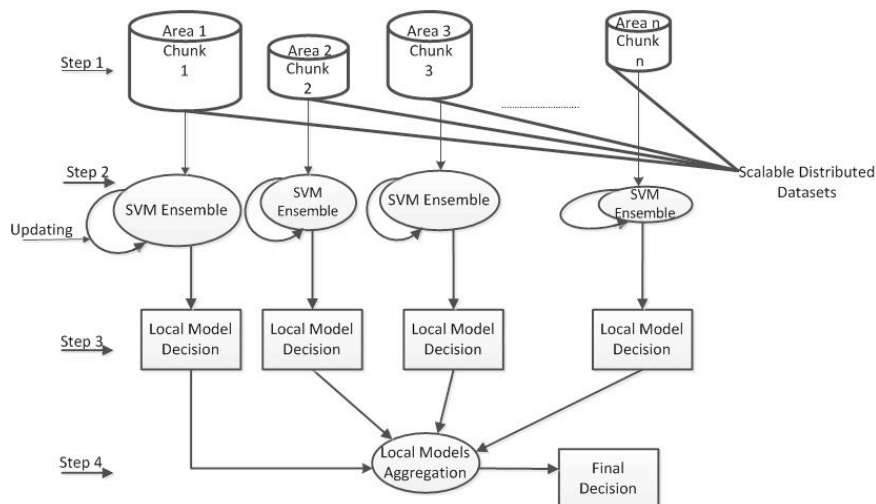 Area 1
Chunk
1
Area 2
Chunk
2
Area 3
Chunk
3
Area n
Chunk
n
Step 1
Scalable Distributed
Datasets
Step 2
SVM Ensemble
SVM
Ensemble
SVM Ensemble
SVM
Ensemble
Updating
Step 3
Local Model
Decision
Local Model
Decision
Local Model
Decision
Local Model
Decision
Step 4
Local Models
Aggregation
Final
Decision